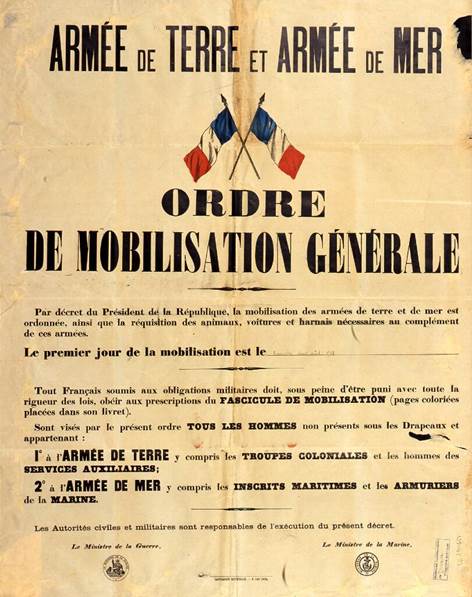 ARMÉE DE TERRE ET ARMÉE DE MER
ORDRE
DE MOBILISATION GÉNÉRALE
Par décret du Président de la République, la mobilisation des armées de terre et de mer est
ordonnée, ainsi que la réquisition des animaux, voitures et harnais nécessaires au complément
de ces armées.
Le premier jour de la mobilisation est le
Tout Français soumis aux obligations militaires doit, sous peine d'être puni avec toute la
rigueur des lois, obéir aux prescriptions du FASCICULE DE MOBILISATION (pages coloriées
placées dans son livret).
Sont visés par le présent ordre TOUS LES HOMMES non présents sous les Drapeaux et
appartenant :
1° à l'ARMÉE DE TERRE y compris les TROUPES COLONIALES et les hommes des
SERVICES AUXILIAIRES;
2° à l'ARMÉE DE MER y compris les INSCRITS MARITIMES et les ARMURIERS
de la MARINE.
Les Autorités civiles et militaires sont responsables de l'exécution du présent décret.
Le Ministre de la Guerre,
Le Ministre de la Marine,